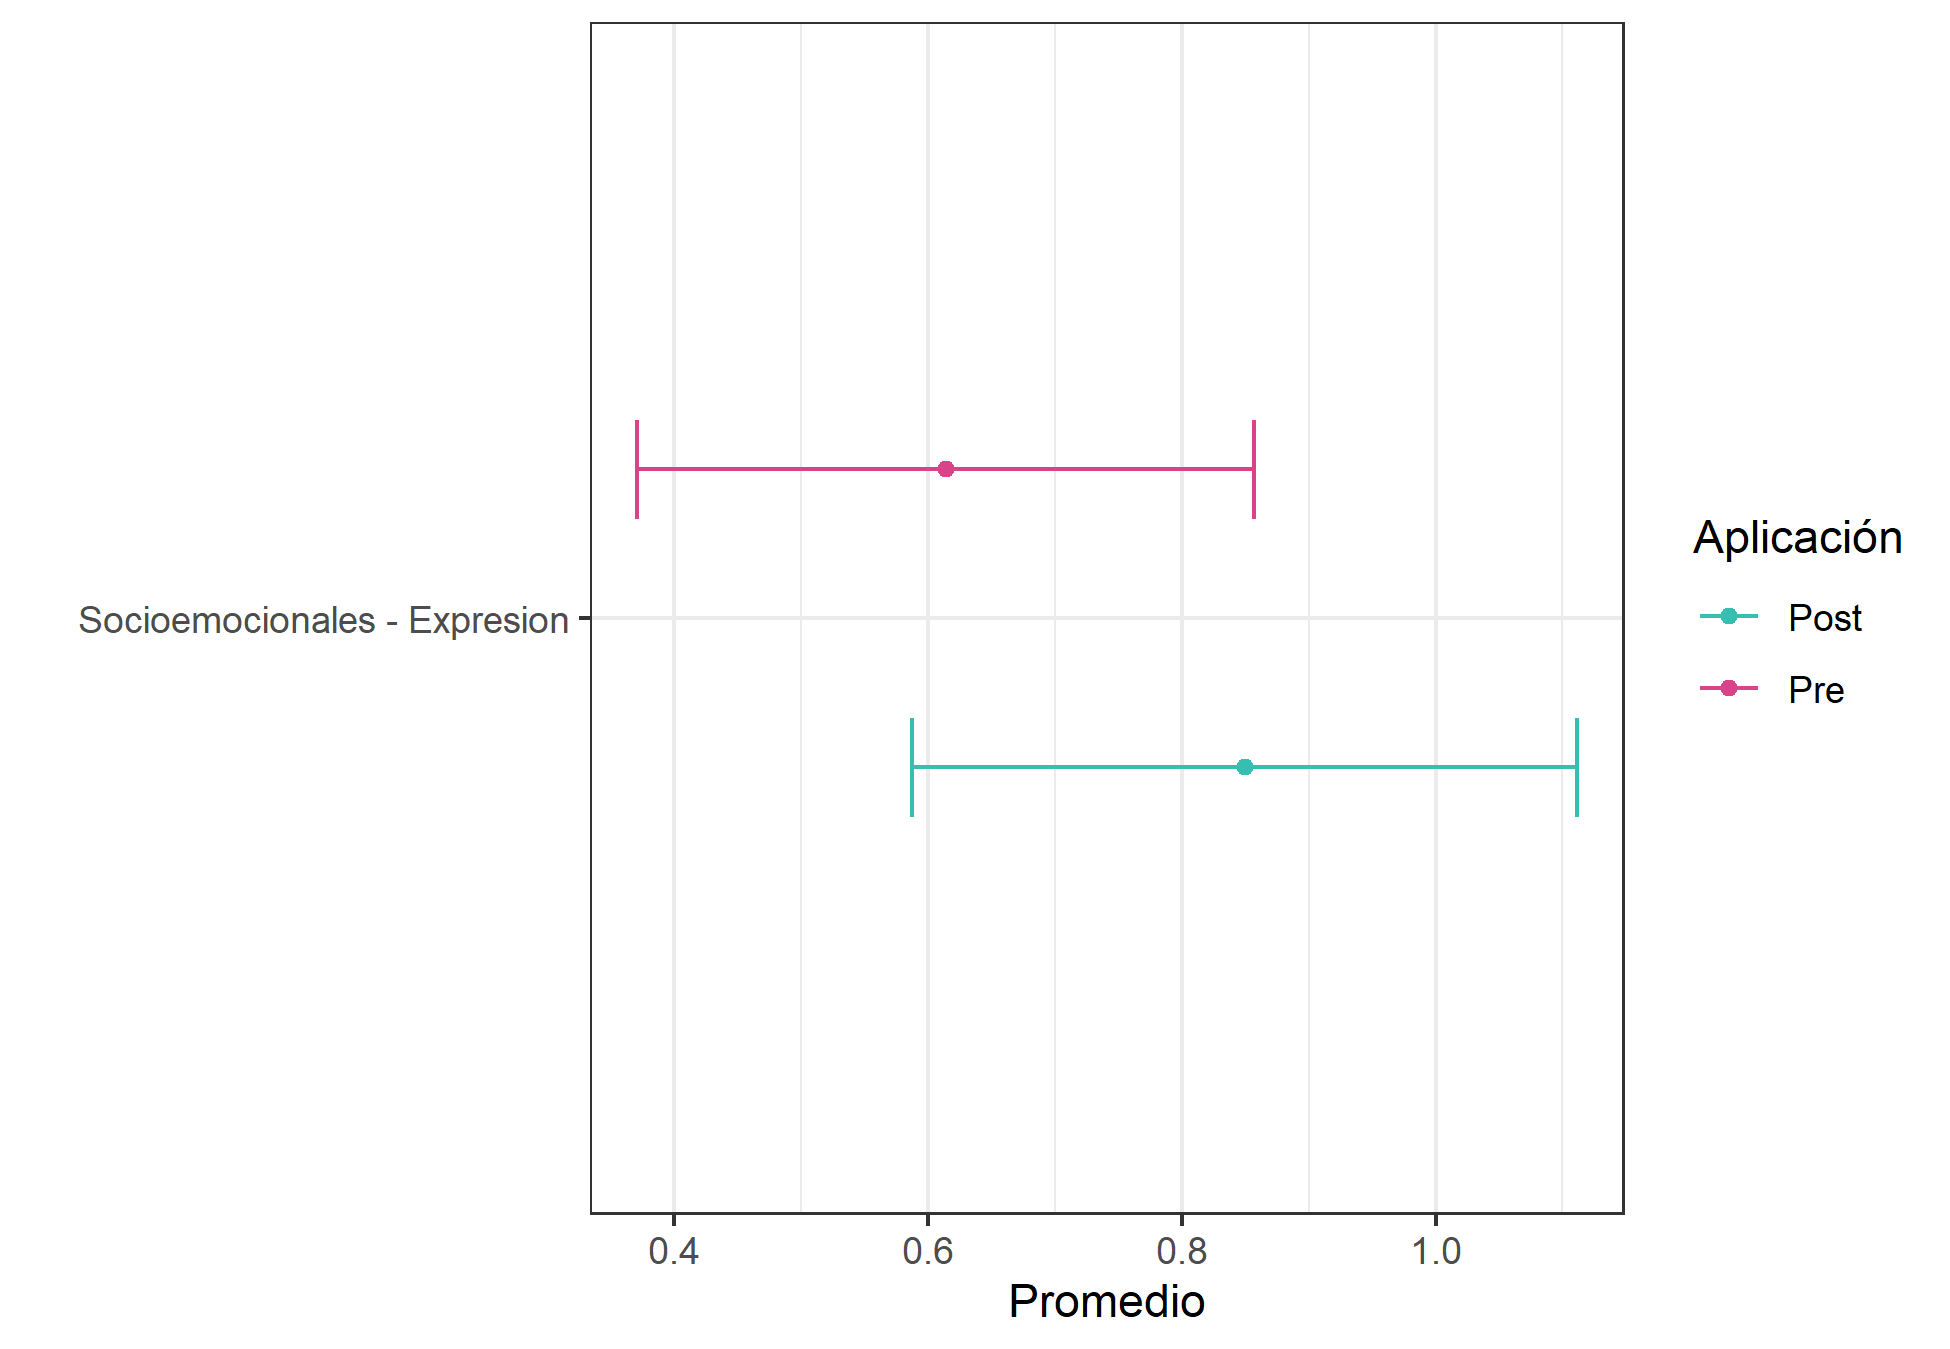 Socioemocionales - Expresion
0.4 0.6 0.8 1.0
Promedio
Aplicación
Post
Pre